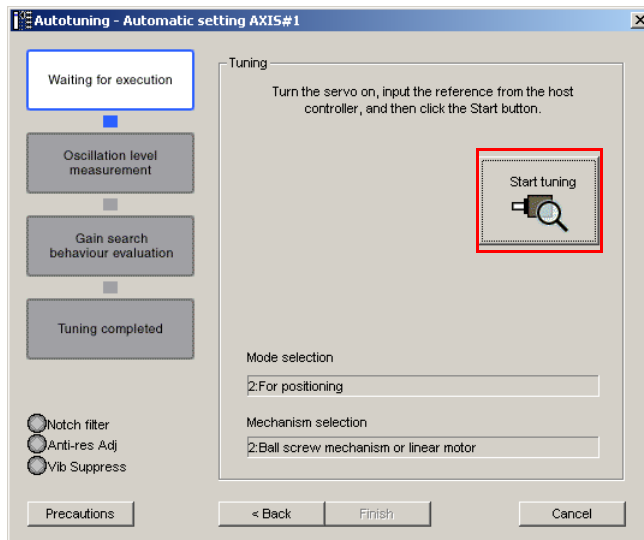 Autotuning - Automatic setting AXIS#1
Waiting for execution
Oscillation level
measurement
Gain search
behaviour evaluation
Tuning completed
Notch filter
Anti-res Adj
Vib Suppress
Tuning
Turn the servo on, input the reference from the host
controller, and then click the Start button.
Start tuning
Mode selection
2:For positioning
Mechanism selection
2:Ball screw mechanism or linear motor
Precautions
< Back
Finish
Cancel